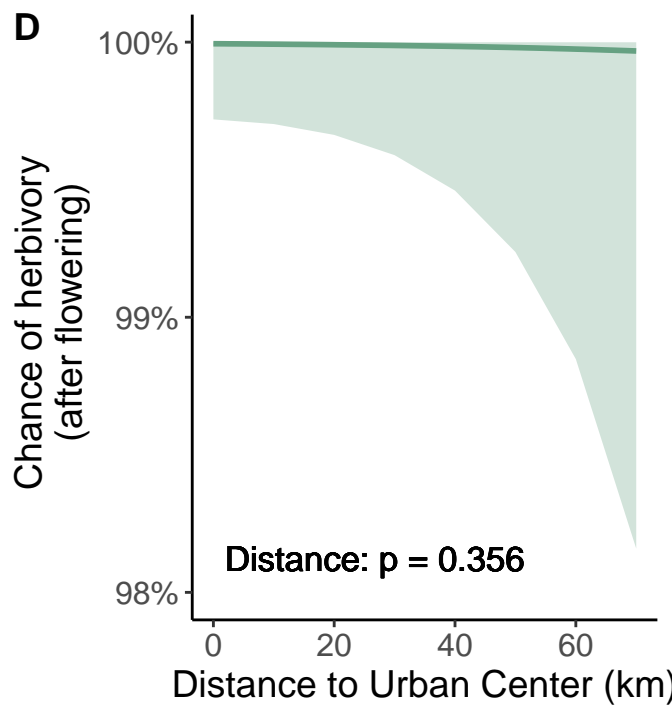 D
100%
99%
98%
Chance of herbivory
(after flowering)
Distance: p = 0.356
0 20 40 60
Distance to Urban Center (km)